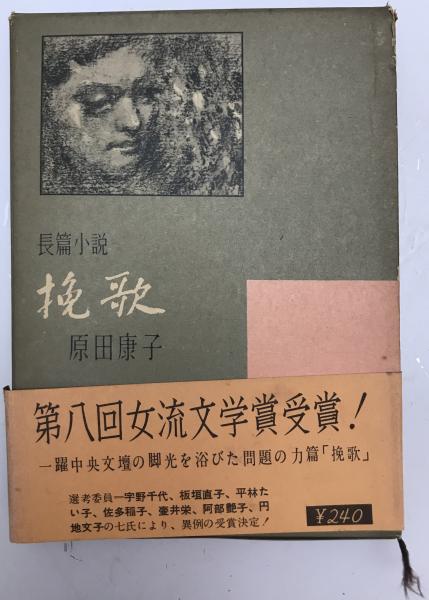 長篇小説
挽歌
原田康子
第八回女流文学賞受賞！
一躍中央文壇の脚光を浴びた問題の力篇「挽歌」
選考委員―宇野千代、板垣直子、平林た
い子、佐多稲子、壷井栄、阿部艶子、円
地文子の七氏により、異例の受賞決定！
￥240